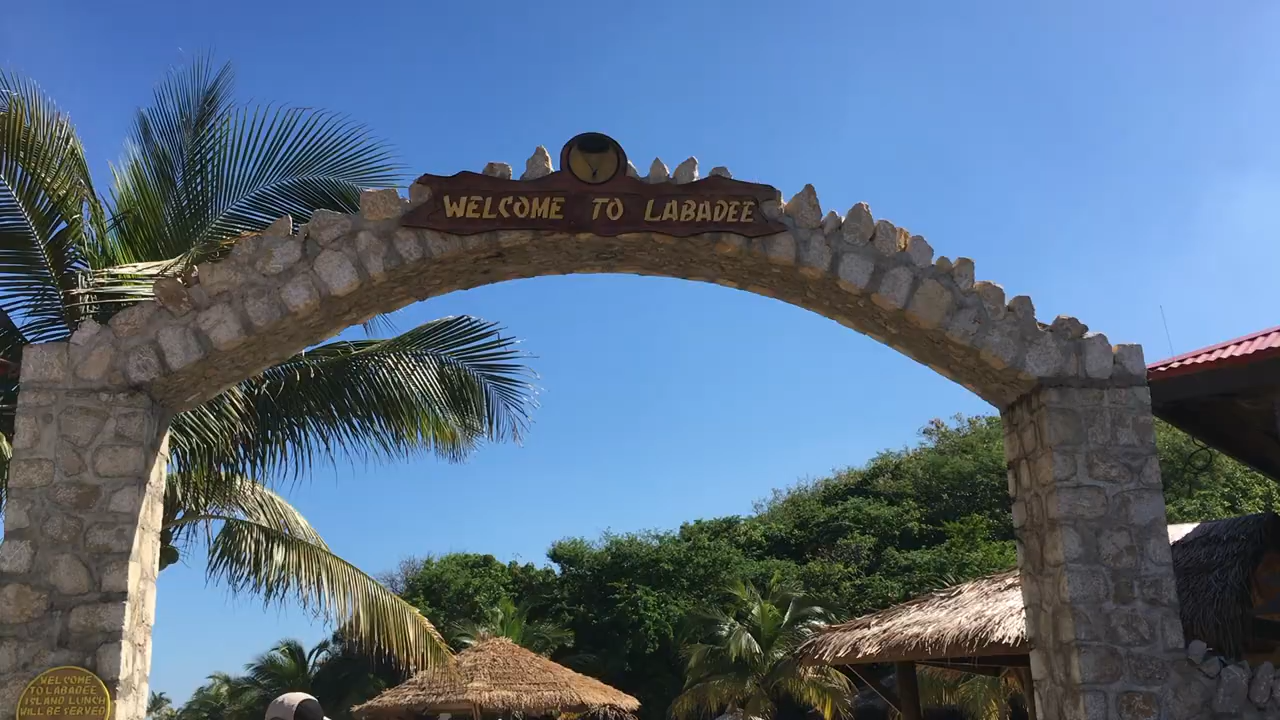 WELCOME TO LABADEE
WELCOME
TO LABADEE
ISLAND LUNCH
WILL BE SERVED